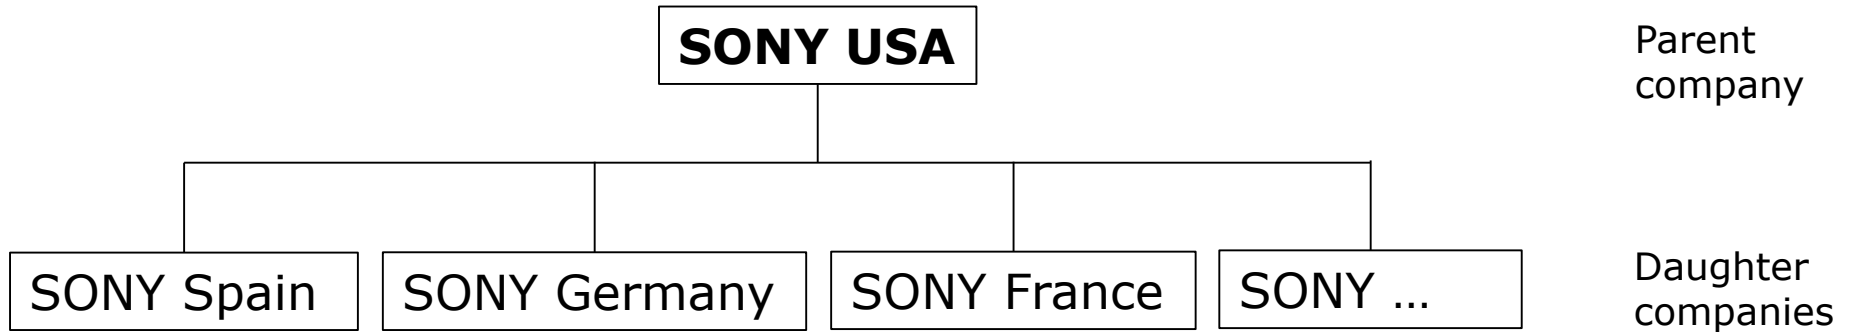 SONY USA
Parent
company
SONY Spain
SONY Germany
SONY France
SONY ...
Daughter
companies